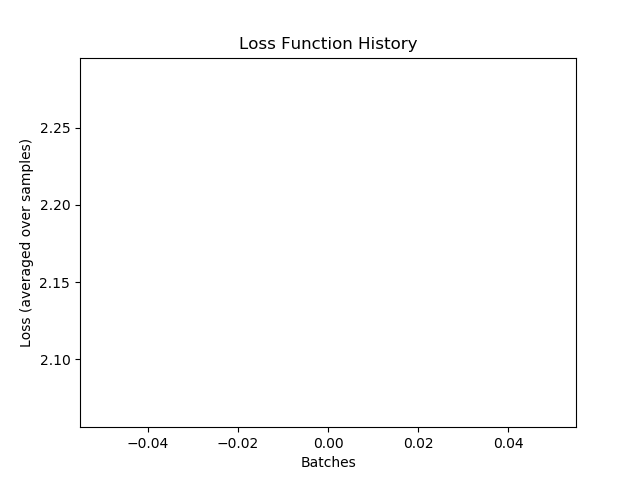 Loss Function History
Loss (averaged over samples)
2.25
2.20
2.15
2.10
−0.04 −0.02 0.00 0.02 0.04
Batches